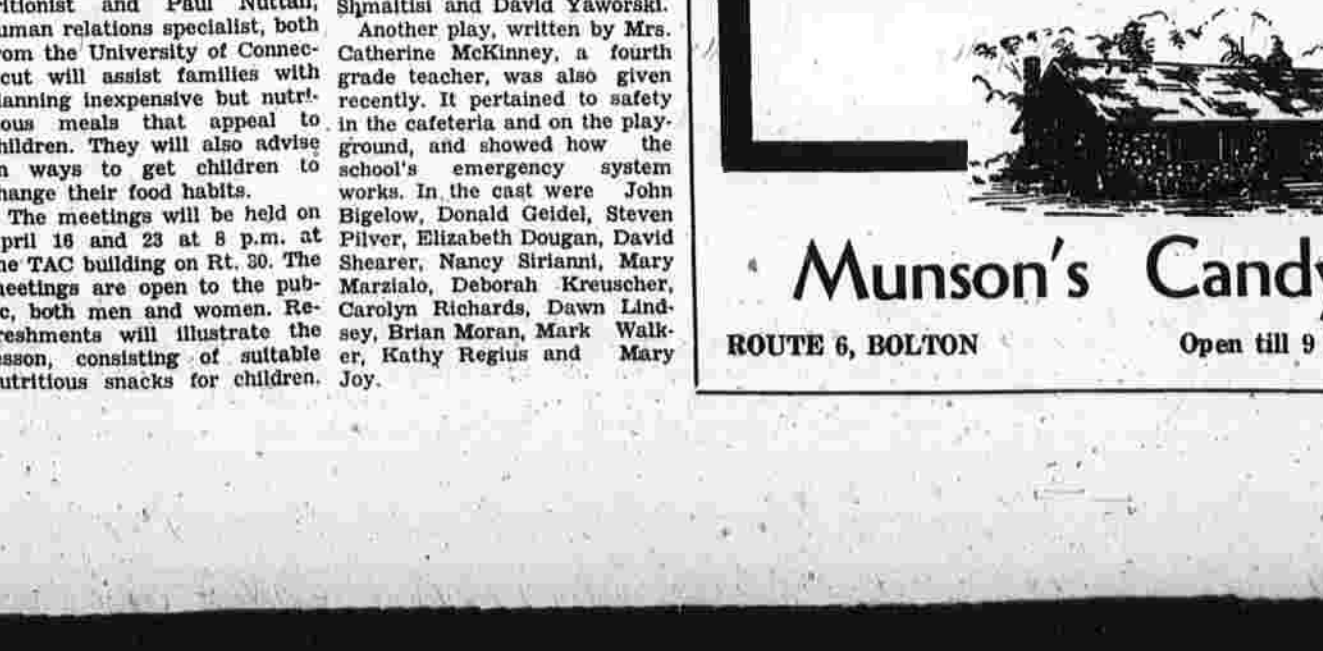 ritionist and Paul Nuttall,
uman relations specialist, both
rom the University of Connec-
cut will assist families with
lanning inexpensive but nutri-
ous meals that appeal to
hildren. They will also advise
n ways to get children to
hange their food habits.
The meetings will be held on
pril 16 and 23 at 8 p.m. at
he TAC building on Rt. 30. The
neetings are open to the pub-
c, both men and women. Re-
reshments will illustrate the
esson, consisting of suitable
utritious snacks for children.
Shmaltisi and David Yaworski.
Another play, written by Mrs.
Catherine McKinney, a fourth
grade teacher, was also given
recently. It pertained to safety
in the cafeteria and on the play-
ground, and showed how the
school's emergency system
works. In the cast were John
Bigelow, Donald Geidel, Steven
Pilver, Elizabeth Dougan, David
Shearer, Nancy Sirianni, Mary
Marzialo, Deborah Kreuscher,
Carolyn Richards, Dawn Lind-
sey, Brian Moran, Mark Walk-
er, Kathy Regius and Mary
Joy.
Munson's Candy
ROUTE 6, BOLTON Open till 9